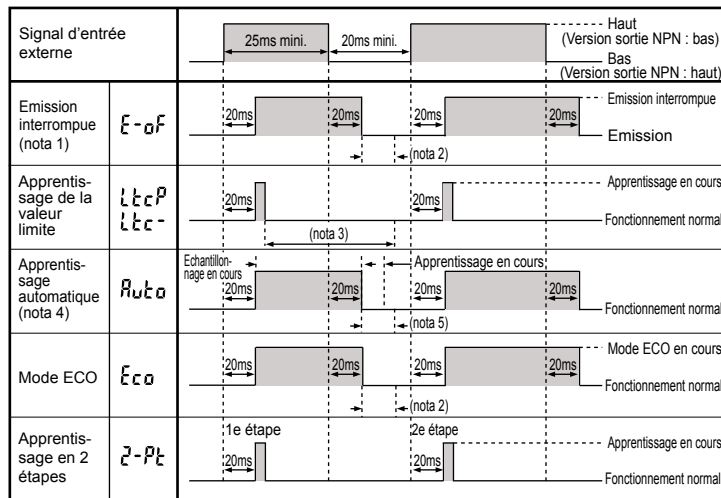 Signal d'entrée
externe
25ms mini.
20ms mini.
Haut
(Version sortie NPN : bas)
Bas
(Version sortie NPN : haut)
Emission
interrompue
(nota 1)
E-oF
20ms
20ms
20ms
20ms
Emission interrompue
Emission
(nota 2)
Apprentis-
sage de la
valeur
limite
LtcP
Ltc-
20ms
20ms
Apprentissage en cours
Fonctionnement normal
(nota 3)
Apprentis-
sage
automatique
(nota 4)
Auto
Echantillon-
nage en cours
Apprentissage en cours
20ms
20ms
20ms
20ms
Fonctionnement normal
(nota 5)
Mode ECO
Eco
20ms
20ms
20ms
20ms
Mode ECO en cours
Fonctionnement normal
(nota 2)
Apprentis-
sage en 2
étapes
2-Pt
1e étape
2e étape
20ms
20ms
Apprentissage en cours
Fonctionnement normal